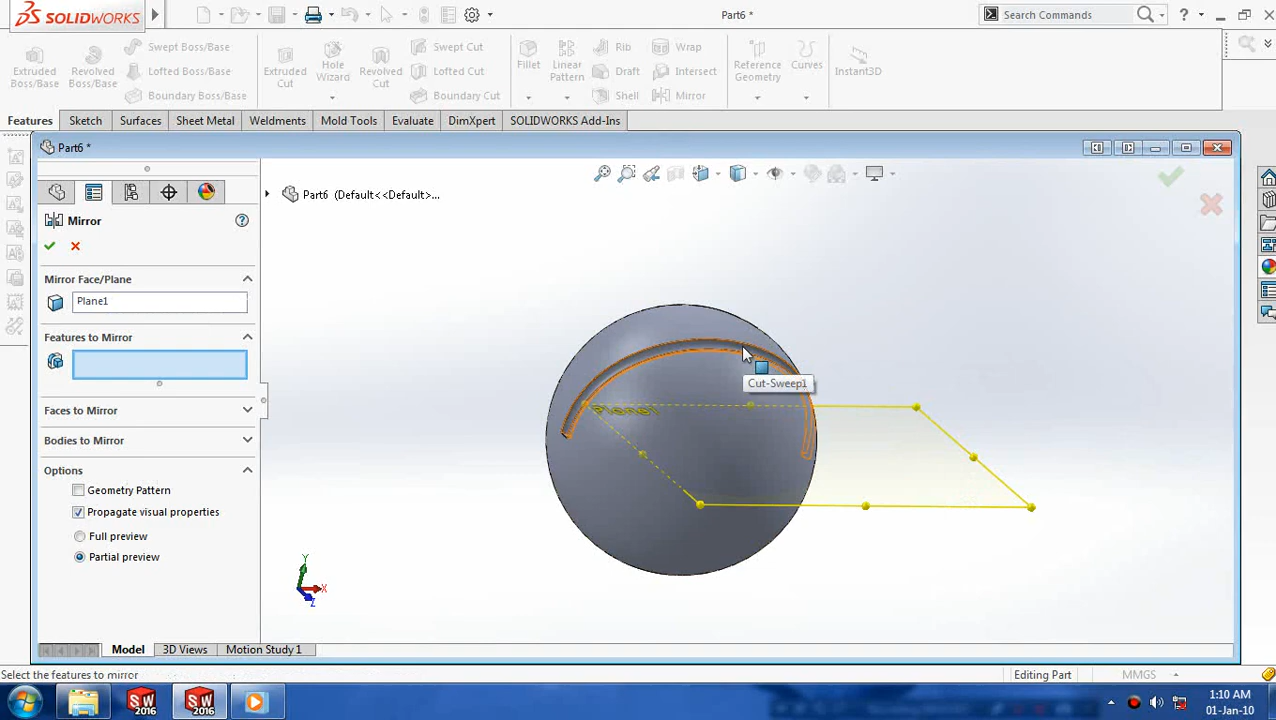 SOLIDWORKS
Part6 *
Search Commands
?
Extruded Boss/Base
Revolved Boss/Base
Swept Boss/Base
Lofted Boss/Base
Boundary Boss/Base
Extruded Cut
Hole Wizard
Revolved Cut
Swept Cut
Lofted Cut
Boundary Cut
Fillet
Linear Pattern
Rib
Draft
Shell
Wrap
Intersect
Mirror
Reference Geometry
Curves
Instant3D
Features
Sketch
Surfaces
Sheet Metal
Weldments
Mold Tools
Evaluate
DimXpert
SOLIDWORKS Add-Ins
Part6 *
Part6 (Default<<Default>...
Mirror
?
Mirror Face/Plane
Plane1
Features to Mirror
Faces to Mirror
Bodies to Mirror
Options
Geometry Pattern
Propagate visual properties
Full preview
Partial preview
Cut-Sweep1
Plane1
Y
X
Z
Model
3D Views
Motion Study 1
Select the features to mirror
Editing Part
MMGS
SW 2016
SW 2016
1:10 AM
01-Jan-10